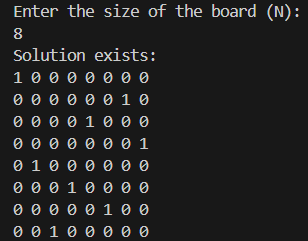 Enter the size of the board (N):
8
Solution exists:
1 0 0 0 0 0 0 0
0 0 0 0 0 0 1 0
0 0 0 0 1 0 0 0
0 0 0 0 0 0 0 1
0 1 0 0 0 0 0 0
0 0 0 1 0 0 0 0
0 0 0 0 0 1 0 0
0 0 1 0 0 0 0 0